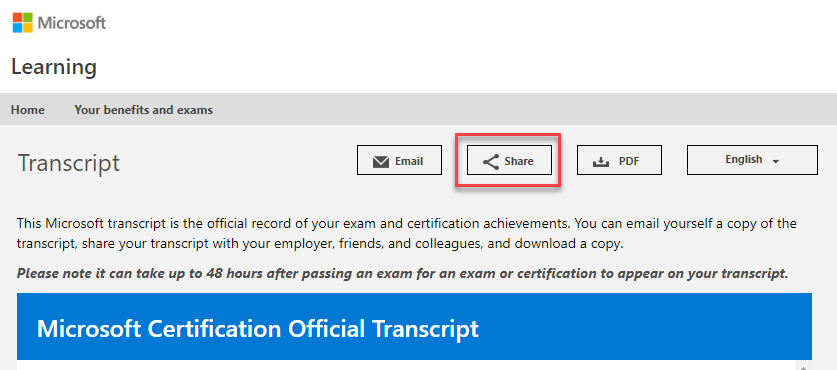 Microsoft
Learning
Home Your benefits and exams
Transcript Email Share PDF English
This Microsoft transcript is the official record of your exam and certification achievements. You can email yourself a copy of the
transcript, share your transcript with your employer, friends, and colleagues, and download a copy.
Please note it can take up to 48 hours after passing an exam for an exam or certification to appear on your transcript.
Microsoft Certification Official Transcript